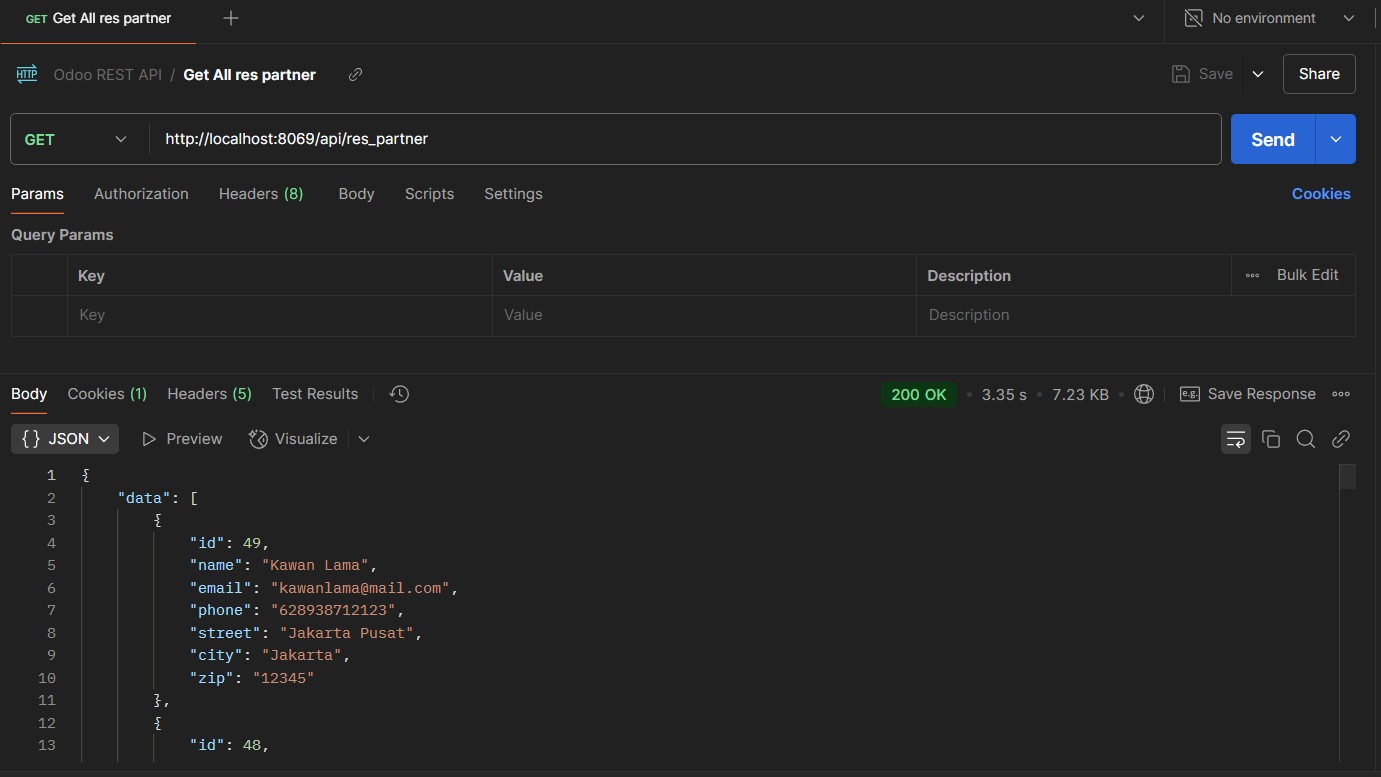 GET Get All res partner
No environment
HTTP Odoo REST API / Get All res partner
Save
Share
GET http://localhost:8069/api/res_partner
Send
Params Authorization Headers (8) Body Scripts Settings Cookies
Query Params
Key Value Description Bulk Edit
Key Value Description
Body Cookies (1) Headers (5) Test Results 200 OK • 3.35 s • 7.23 KB • e.g. Save Response
{} JSON Preview Visualize
1 {
2 "data": [
3 {
4 "id": 49,
5 "name": "Kawan Lama",
6 "email": "kawanlama@mail.com",
7 "phone": "628938712123",
8 "street": "Jakarta Pusat",
9 "city": "Jakarta",
10 "zip": "12345"
11 },
12 {
13 "id": 48,